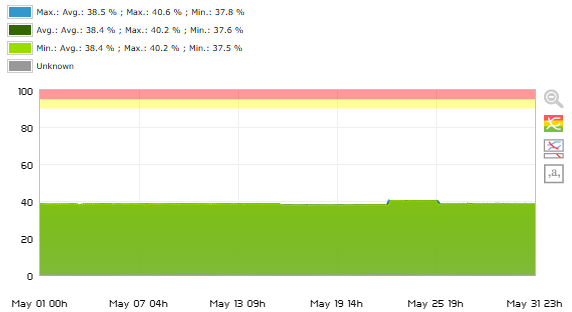 Max.: Avg.: 38.5 % ; Max.: 40.6 % ; Min.: 37.8 %
Avg.: Avg.: 38.4 % ; Max.: 40.2 % ; Min.: 37.6 %
Min.: Avg.: 38.4 % ; Max.: 40.2 % ; Min.: 37.5 %
Unknown
100
80
60
40
20
0
May 01 00h May 07 04h May 13 09h May 19 14h May 25 19h May 31 23h
,a,